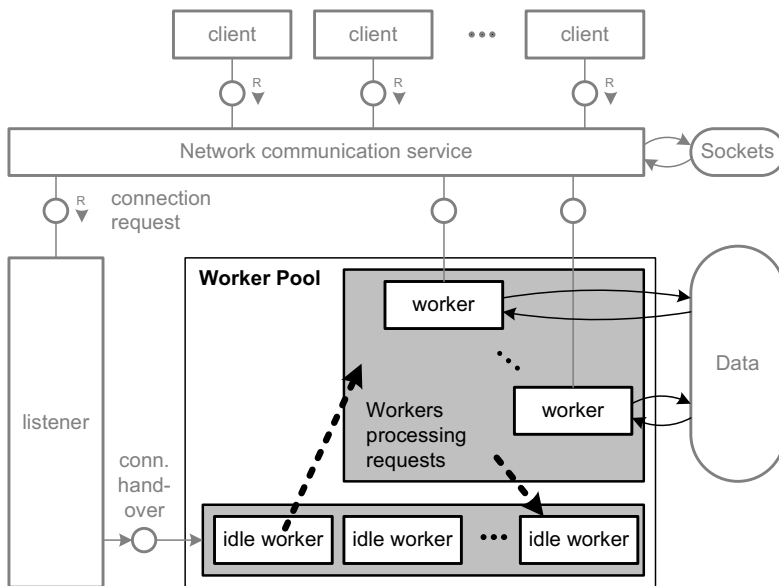 client
client
client
R
R
R
Network communication service
Sockets
R
connection
request
Worker Pool
worker
Data
worker
listener
Workers
processing
requests
conn.
hand-
over
idle worker
idle worker
idle worker